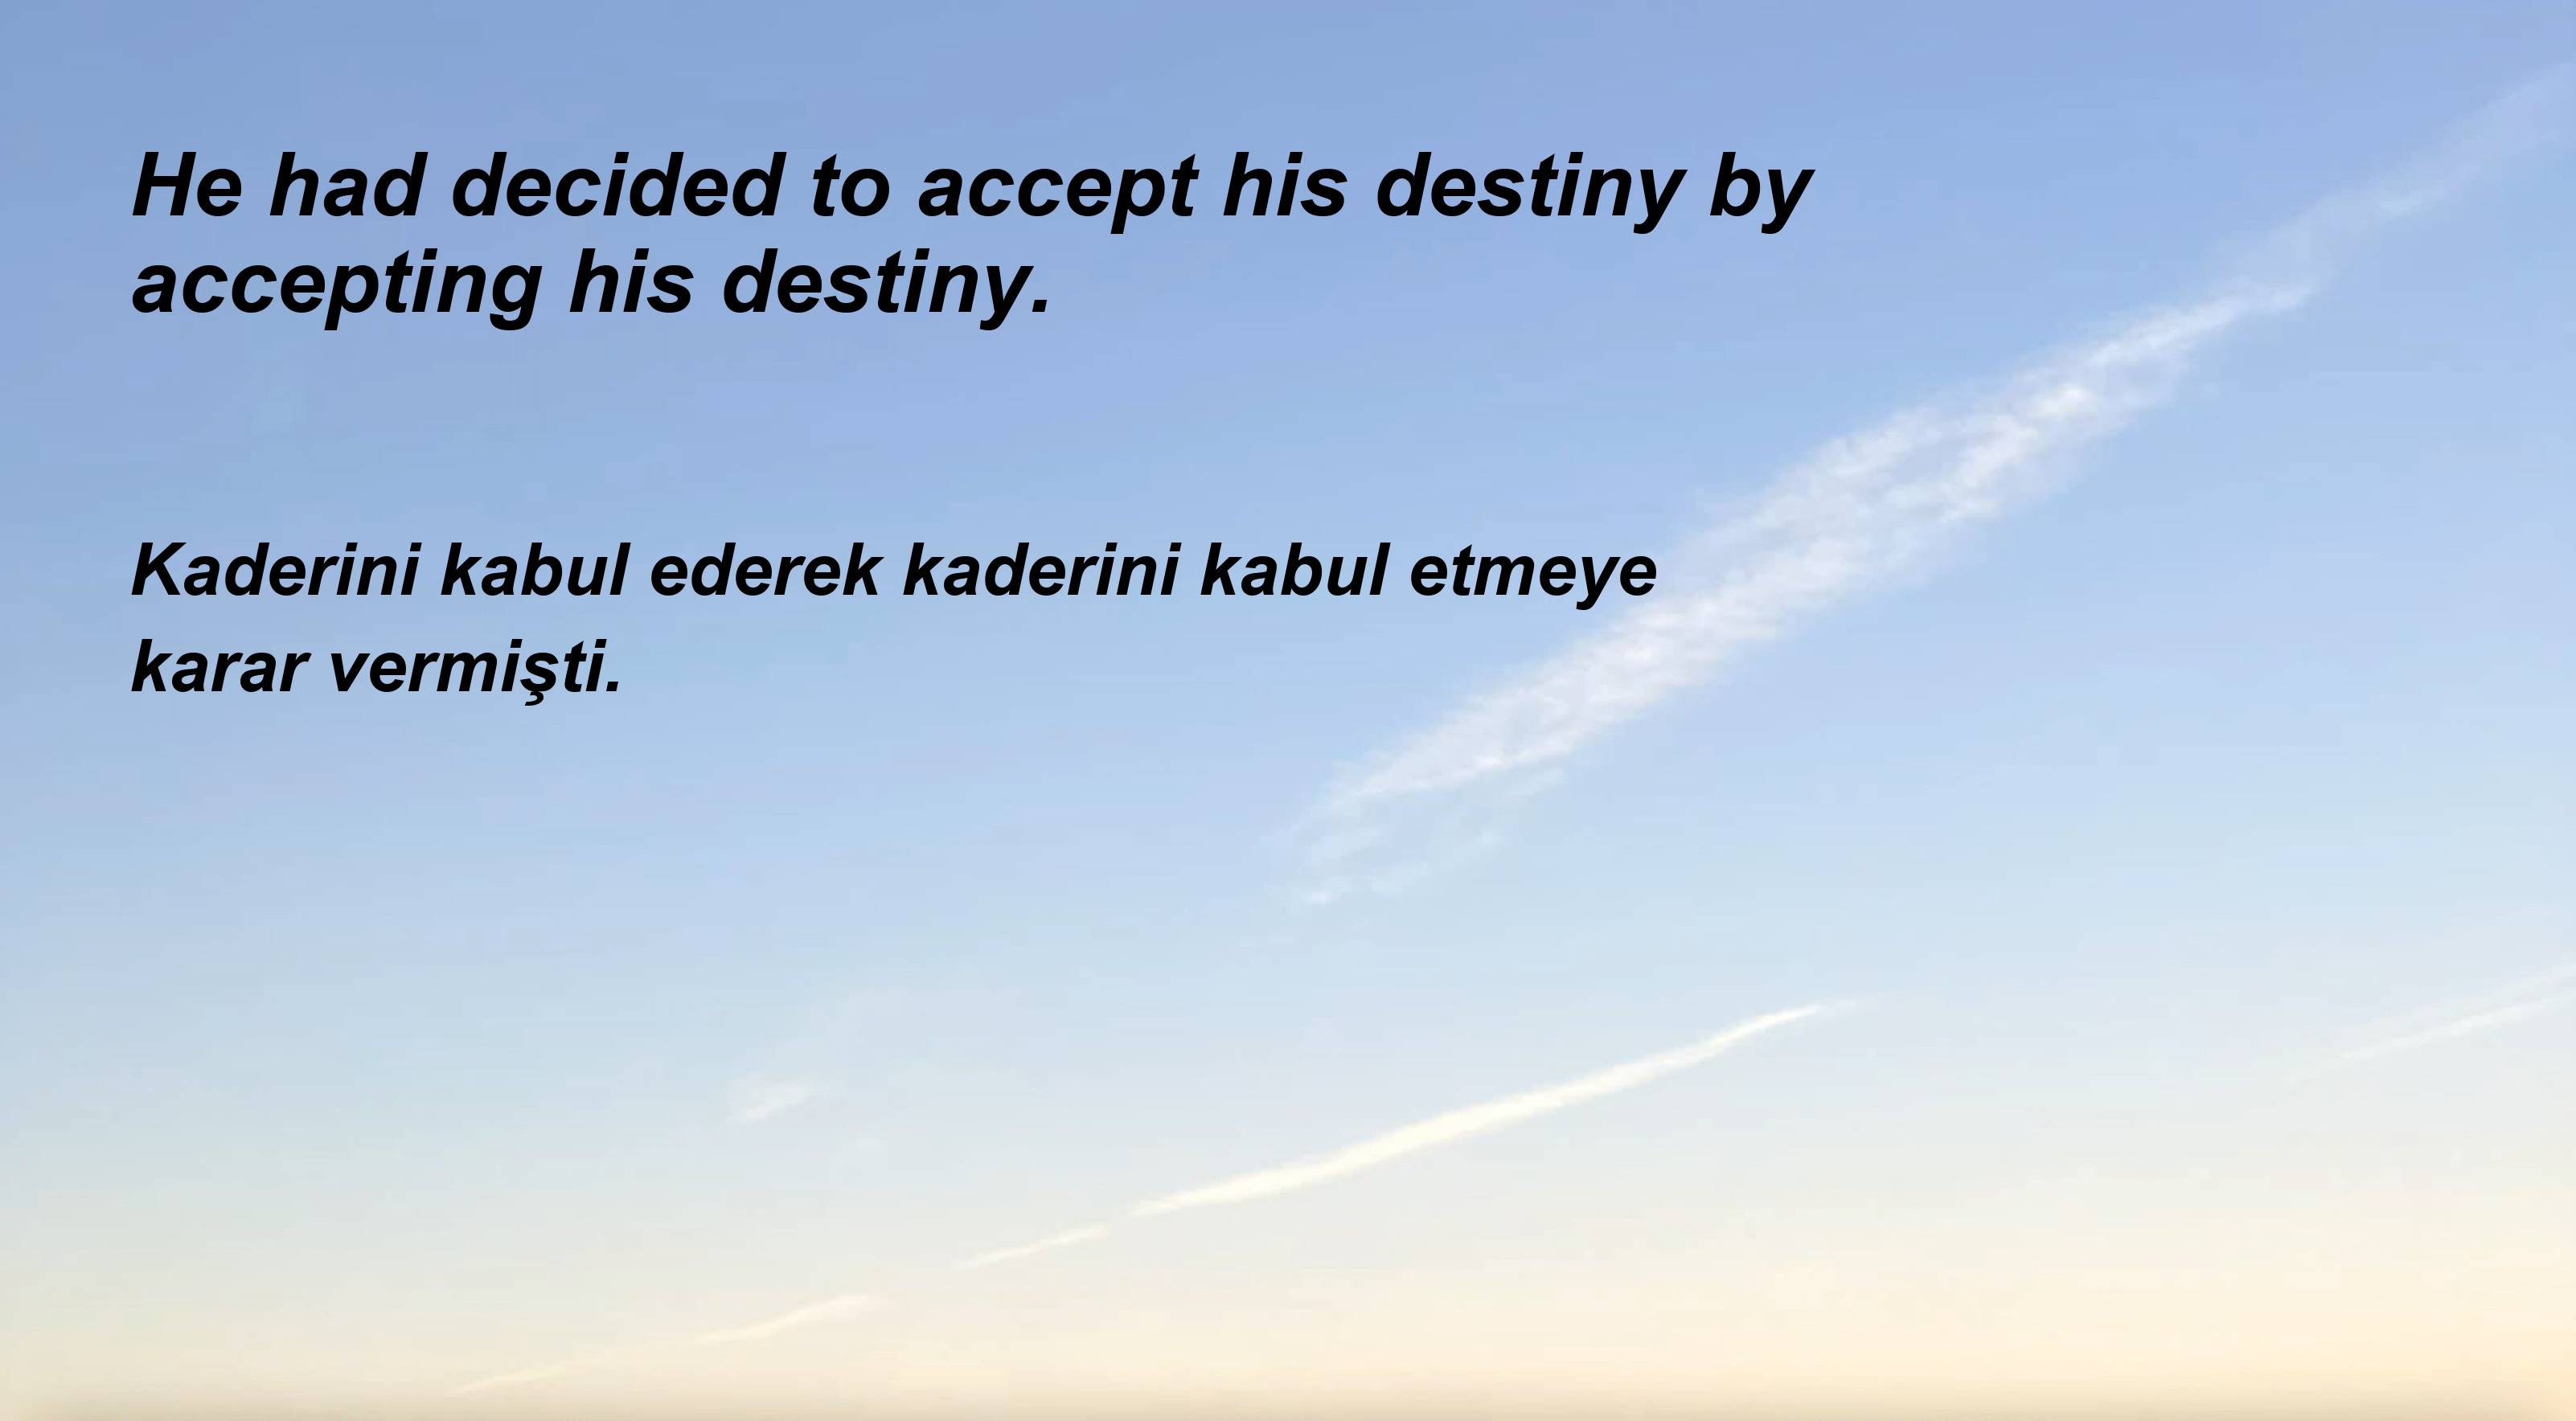 He had decided to accept his destiny by
accepting his destiny.
Kaderini kabul ederek kaderini kabul etmeye
karar vermişti.